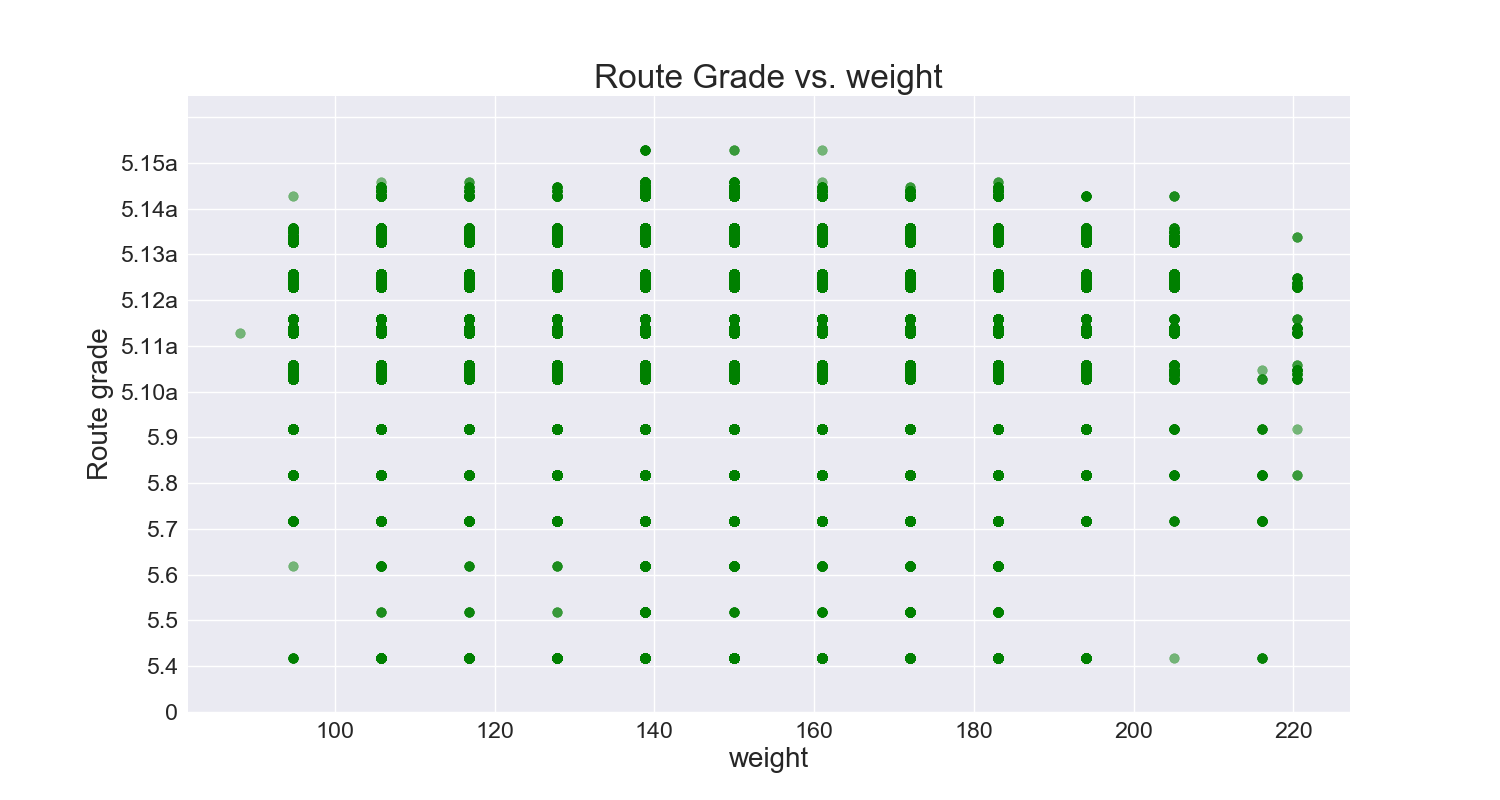 Route Grade vs. weight
Route grade
5.15a
5.14a
5.13a
5.12a
5.11a
5.10a
5.9
5.8
5.7
5.6
5.5
5.4
0
100 120 140 160 180 200 220
weight